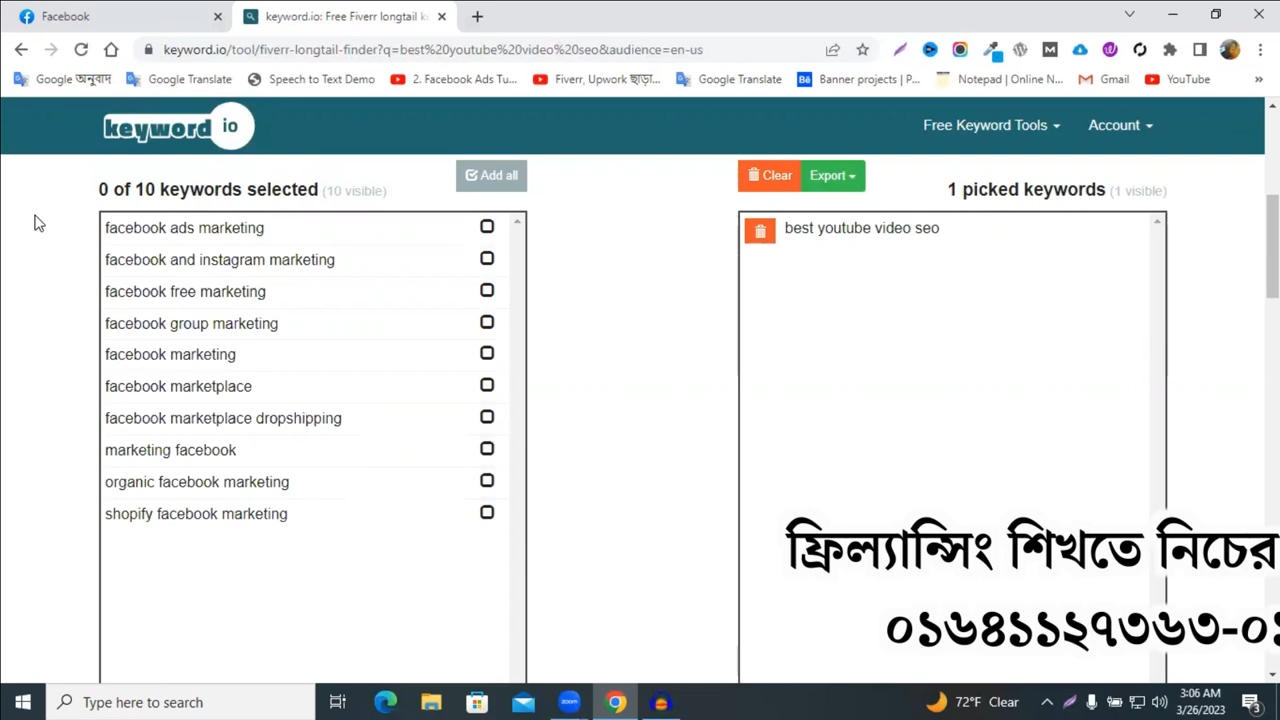 Facebook
keyword.io: Free Fiverr longtail k
keyword.io/tool/fiverr-longtail-finder?q=best%20youtube%20video%20seo&audience=en-us
Google অনুবাদ
Google Translate
Speech to Text Demo
2. Facebook Ads Tu...
Fiverr, Upwork ছাড়া...
Google Translate
Banner projects | P...
Notepad | Online N...
Gmail
YouTube
»
keyword io
Free Keyword Tools
Account
0 of 10 keywords selected (10 visible)
Add all
Clear
Export
1 picked keywords (1 visible)
facebook ads marketing
facebook and instagram marketing
facebook free marketing
facebook group marketing
facebook marketing
facebook marketplace
facebook marketplace dropshipping
marketing facebook
organic facebook marketing
shopify facebook marketing
best youtube video seo
ফ্রিল্যান্সিং শিখতে নিচের
০১৬৪১১২৭৩৬৩-০১
Type here to search
zoom
72°F Clear
3:06 AM
3/26/2023
3